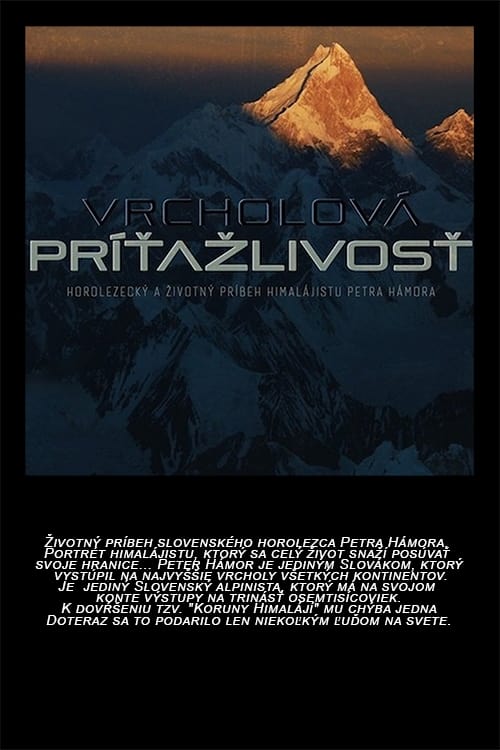 VRCHOLOVÁ
PRÍŤAŽLIVOSŤ
HOROLEZECKÝ A ŽIVOTNÝ PRÍBEH HIMALÁJISTU PETRA HÁMORA
ŽIVOTNÝ PRÍBEH SLOVENSKÉHO HOROLEZCA PETRA HÁMORA.
PORTRÉT HIMALÁJISTU, KTORÝ SA CELÝ ŽIVOT SNAŽÍ POSÚVAŤ
SVOJE HRANICE... PETER HÁMOR JE JEDINÝM SLOVÁKOM, KTORÝ
VYSTÚPIL NA NAJVYŠŠIE VRCHOLY VŠETKÝCH KONTINENTOV.
JE JEDINÝ SLOVENSKÝ ALPINISTA, KTORÝ MÁ NA SVOJOM
KONTE VÝSTUPY NA TRINÁSŤ OSEMTISÍCOVIEK.
K DOVŔŠENIU TZV. "KORUNY HIMALÁJÍ" MU CHÝBA JEDNA
DOTERAZ SA TO PODARILO LEN NIEKOĽKÝM ĽUĎOM NA SVETE.